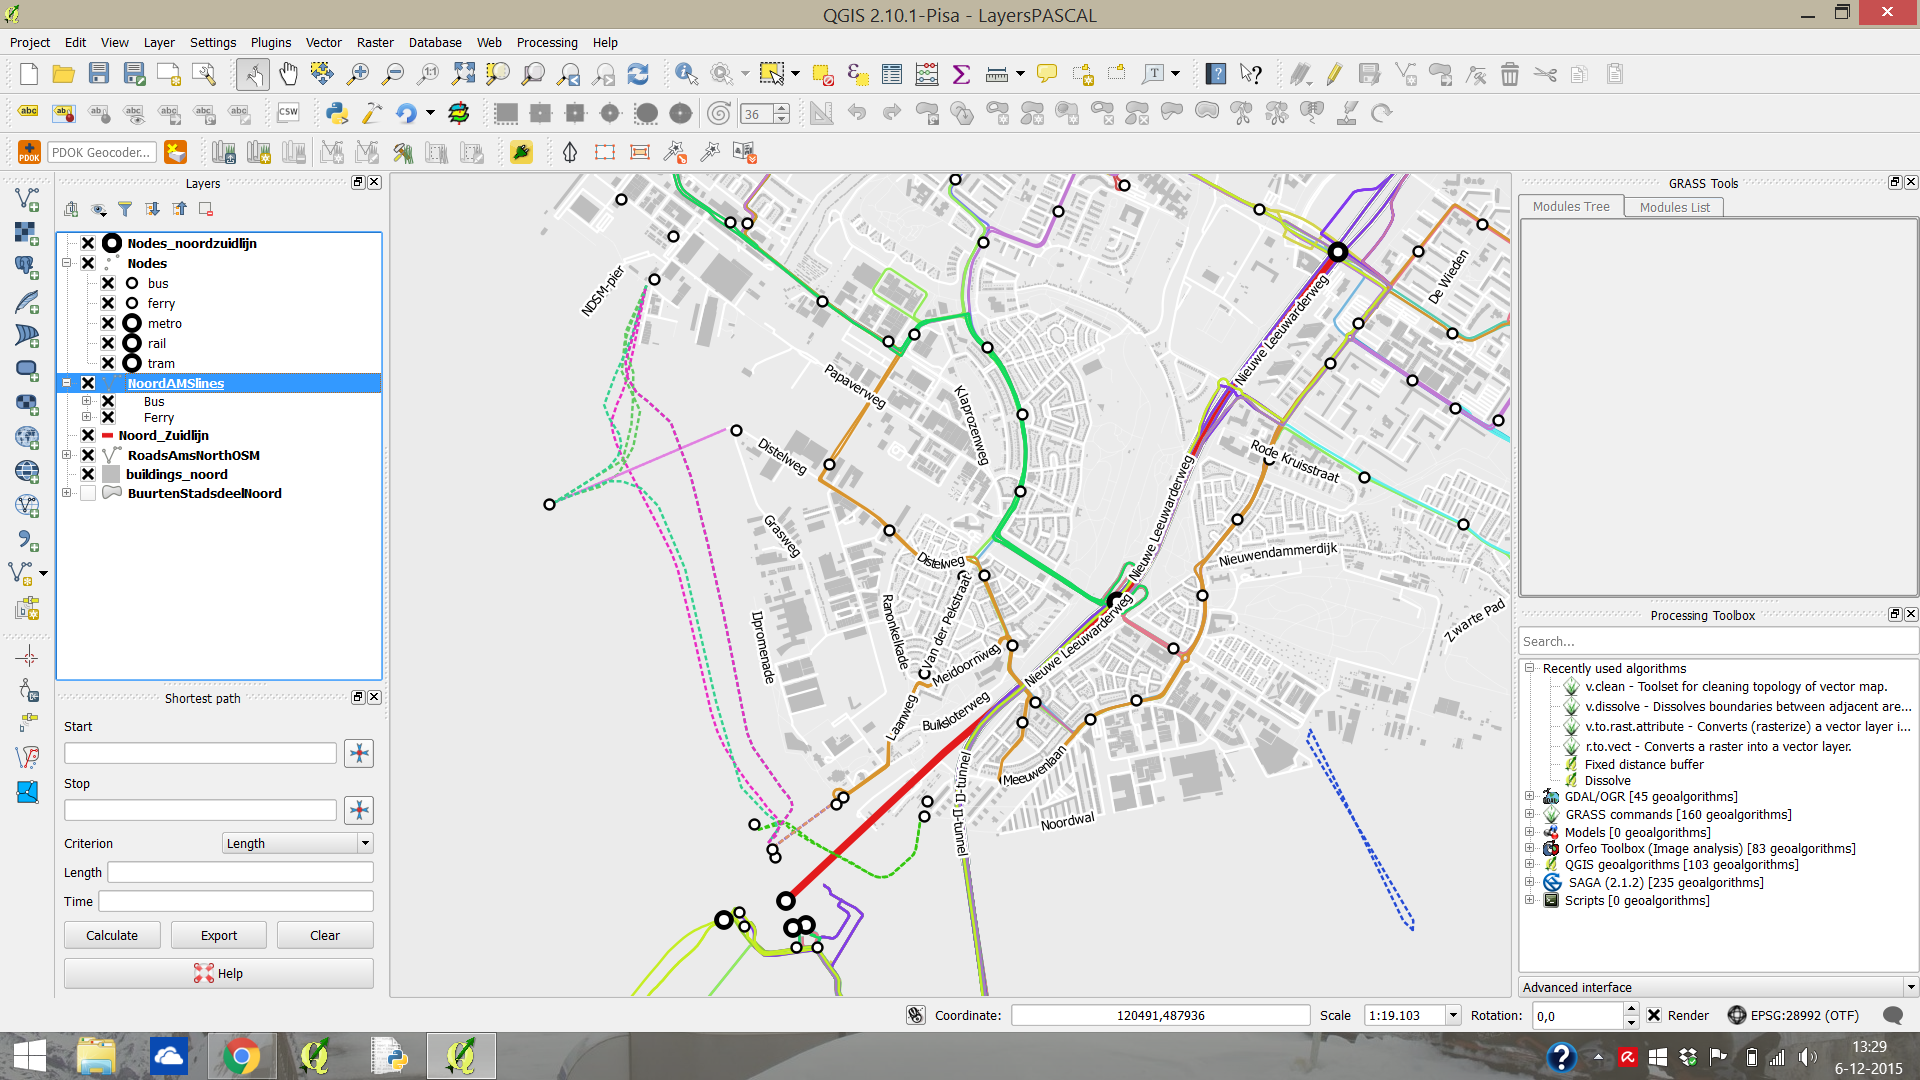 QGIS 2.10.1-Pisa - LayersPASCAL
Project Edit View Layer Settings Plugins Vector Raster Database Web Processing Help
1:1
T
?
abc abc CSW 36
PDOK PDOK Geocoder...
Layers
Nodes_noordzuidlijn
Nodes
bus
ferry
metro
rail
tram
NoordAMSlines
Bus
Ferry
Noord_Zuidlijn
RoadsAmsNorthOSM
buildings_noord
BuurtenStadsdeelNoord
Shortest path
Start
Stop
Criterion Length
Length
Time
Calculate Export Clear
Help
NDSM-pier
Papaverweg
Klaprozenweg
Distelweg
Grasweg
Distelweg
IJpromenade
Ranonkelkade
Van der Pekstraat
Meidoornweg
Laanweg
Buiksloterweg
Nieuwe Leeuwarderweg
Nieuwe Leeuwarderweg
Nieuwe Leeuwarderweg
De Wieden
Rode Kruisstraat
Nieuwendammerdijk
Zwarte Pad
Meeuwenlaan
Noordwal
IJ-tunnel
IJ-tunnel
GRASS Tools
Modules Tree Modules List
Processing Toolbox
Search...
Recently used algorithms
v.clean - Toolset for cleaning topology of vector map.
v.dissolve - Dissolves boundaries between adjacent are...
v.to.rast.attribute - Converts (rasterize) a vector layer i...
r.to.vect - Converts a raster into a vector layer.
Fixed distance buffer
Dissolve
GDAL/OGR [45 geoalgorithms]
GRASS commands [160 geoalgorithms]
Models [0 geoalgorithms]
Orfeo Toolbox (Image analysis) [83 geoalgorithms]
QGIS geoalgorithms [103 geoalgorithms]
SAGA (2.1.2) [235 geoalgorithms]
Scripts [0 geoalgorithms]
Advanced interface
Coordinate: 120491,487936 Scale 1:19.103 Rotation: 0,0 Render EPSG:28992 (OTF)
13:29
6-12-2015